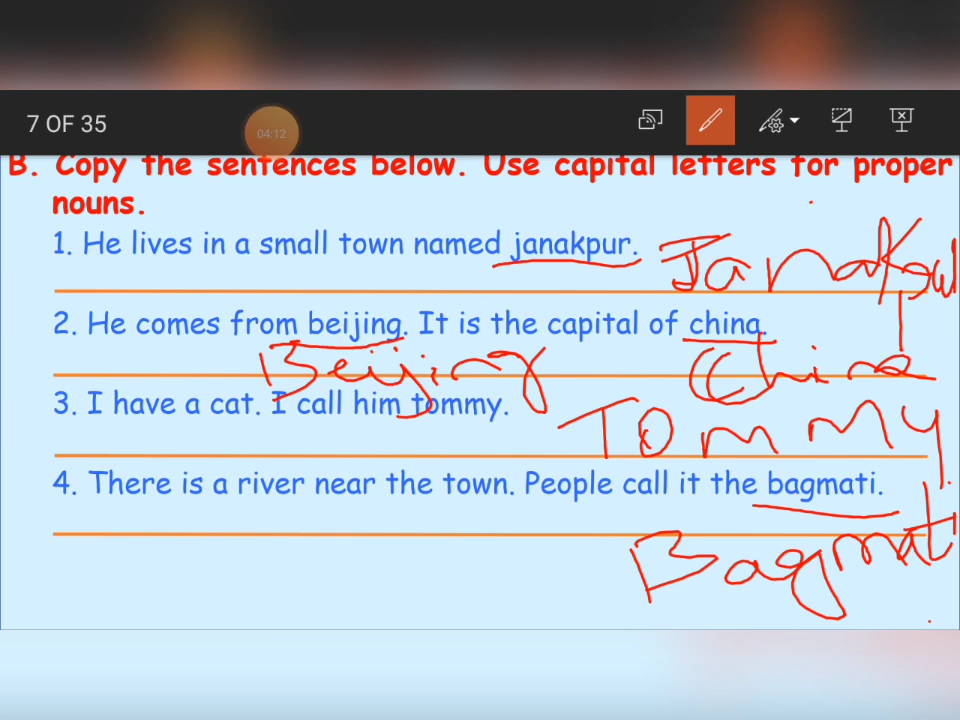 7 OF 35
04:12
B. Copy the sentences below. Use capital letters for proper
nouns.
1. He lives in a small town named janakpur.
Janakpur
2. He comes from beijing. It is the capital of china.
Beijing
China
3. I have a cat. I call him tommy.
Tommy
4. There is a river near the town. People call it the bagmati.
Bagmati